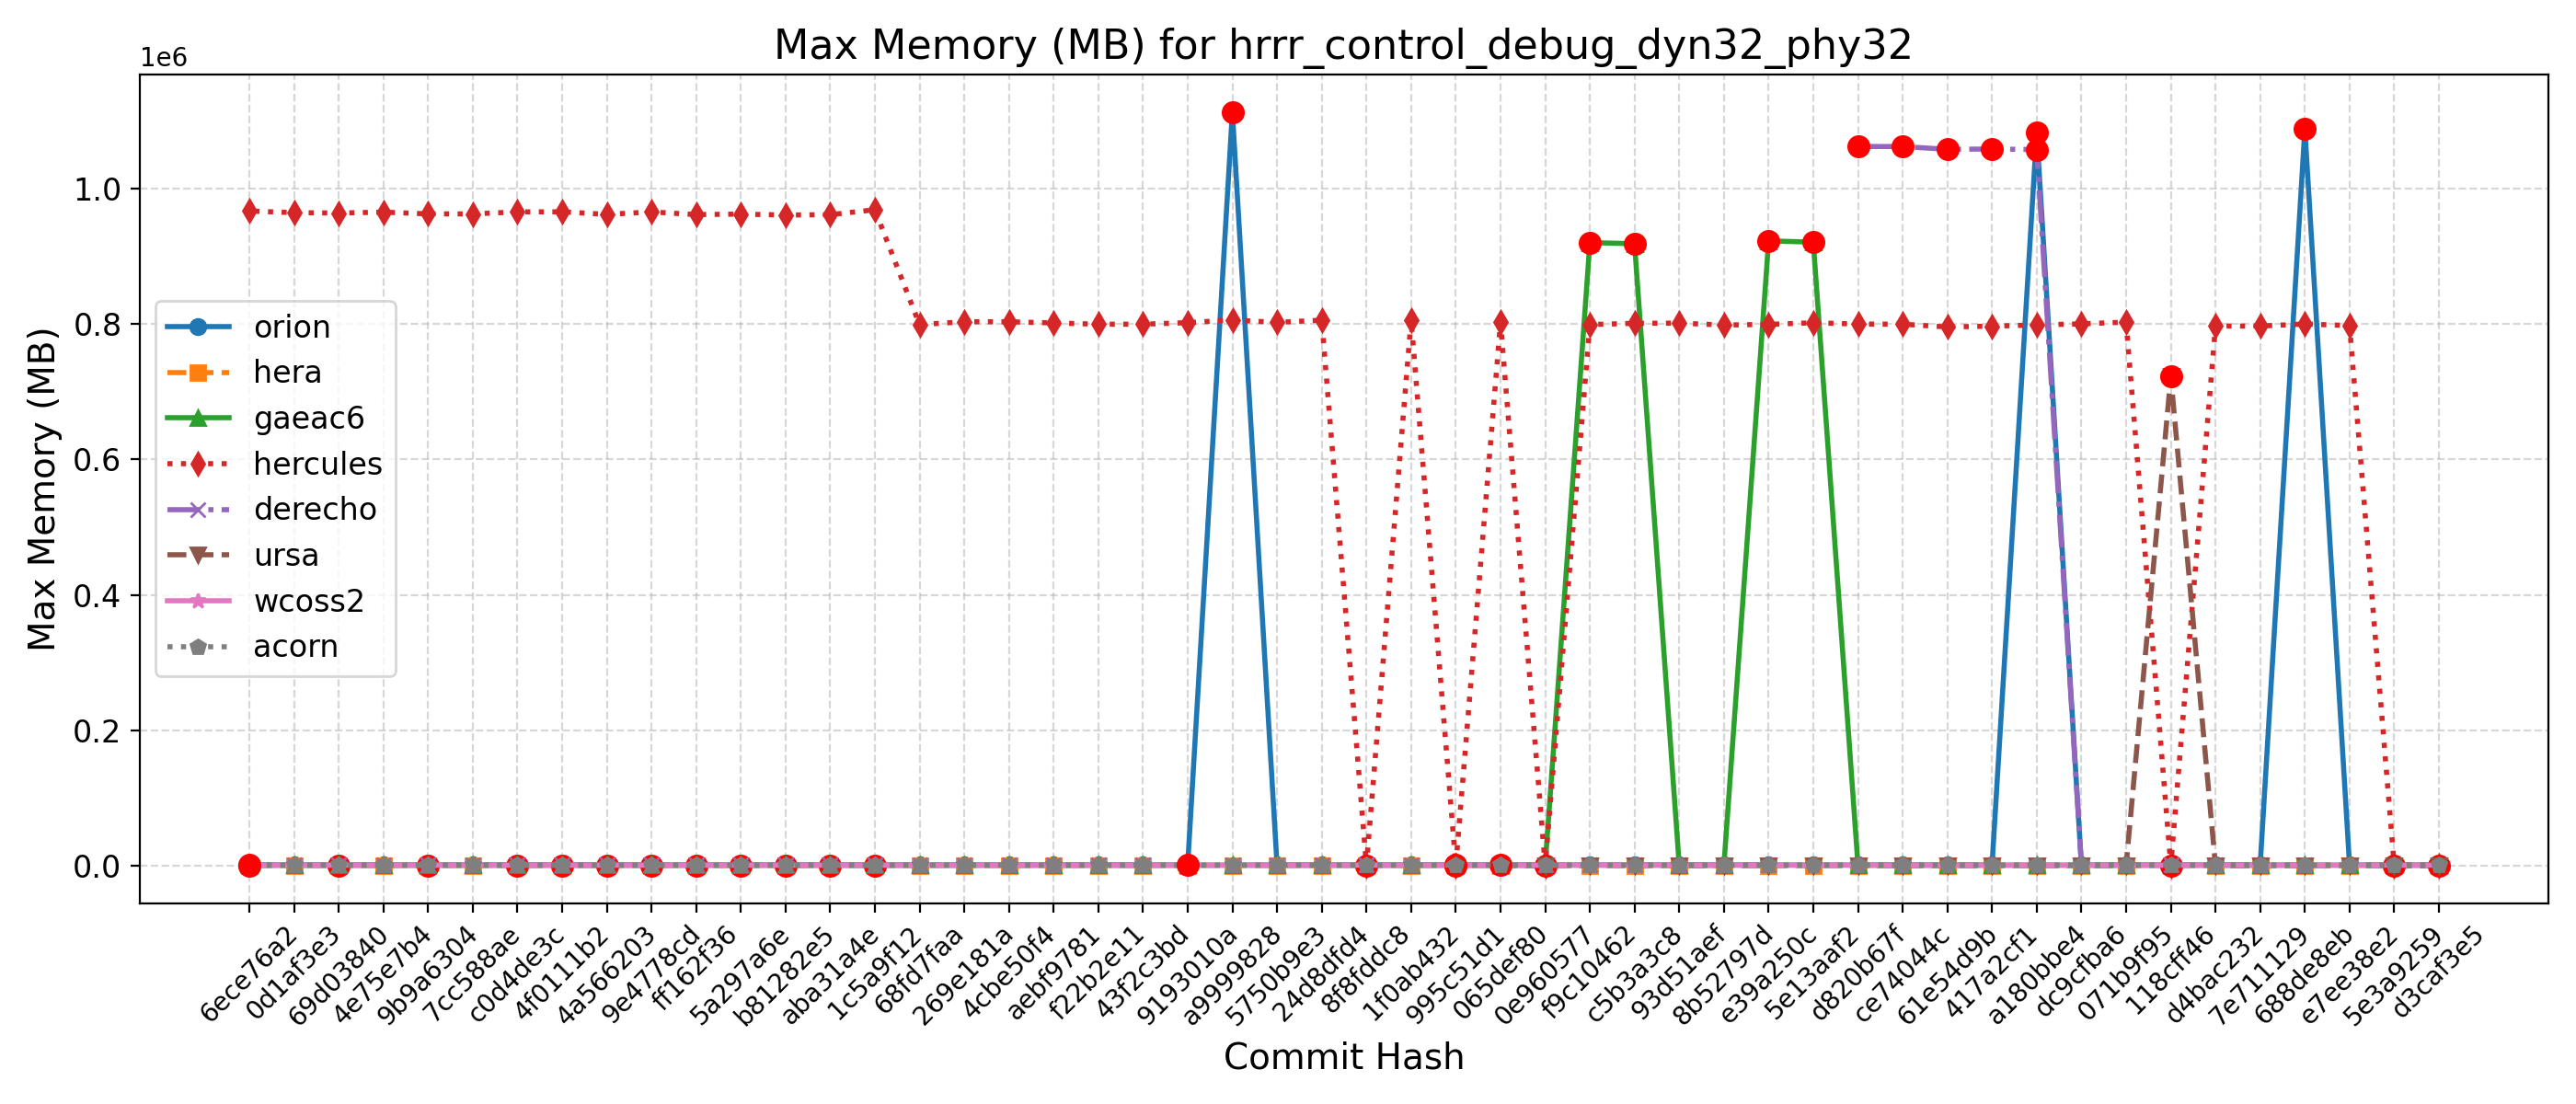 Max Memory (MB) for hrrr_control_debug_dyn32_phy32
1e6
Max Memory (MB)
1.0
0.8
0.6
0.4
0.2
0.0
orion
hera
gaeac6
hercules
derecho
ursa
wcoss2
acorn
6ece76a2
0d1af3e3
69d03840
4e75e7b4
9b9a6304
7cc588ae
c0d4de3c
4f0111b2
4a566203
9e4778cd
ff162f36
5a297a6e
b81282e5
aba31a4e
1c5a9f12
68fd7faa
269e181a
4cbe50f4
aebf9781
f22b2e11
43f2c3bd
9193010a
a9999828
5750b9e3
24d8dfd4
8f8fddc8
1f0ab432
995c51d1
065def80
0e960577
f9c10462
c5b3a3c8
93d51aef
8b52797d
e39a250c
5e13aaf2
d820b67f
ce74044c
61e54d9b
417a2cf1
a180bbe4
dc9cfba6
071b9f95
118cff46
d4bac232
7e711129
688de8eb
e7ee38e2
5e3a9259
d3caf3e5
Commit Hash